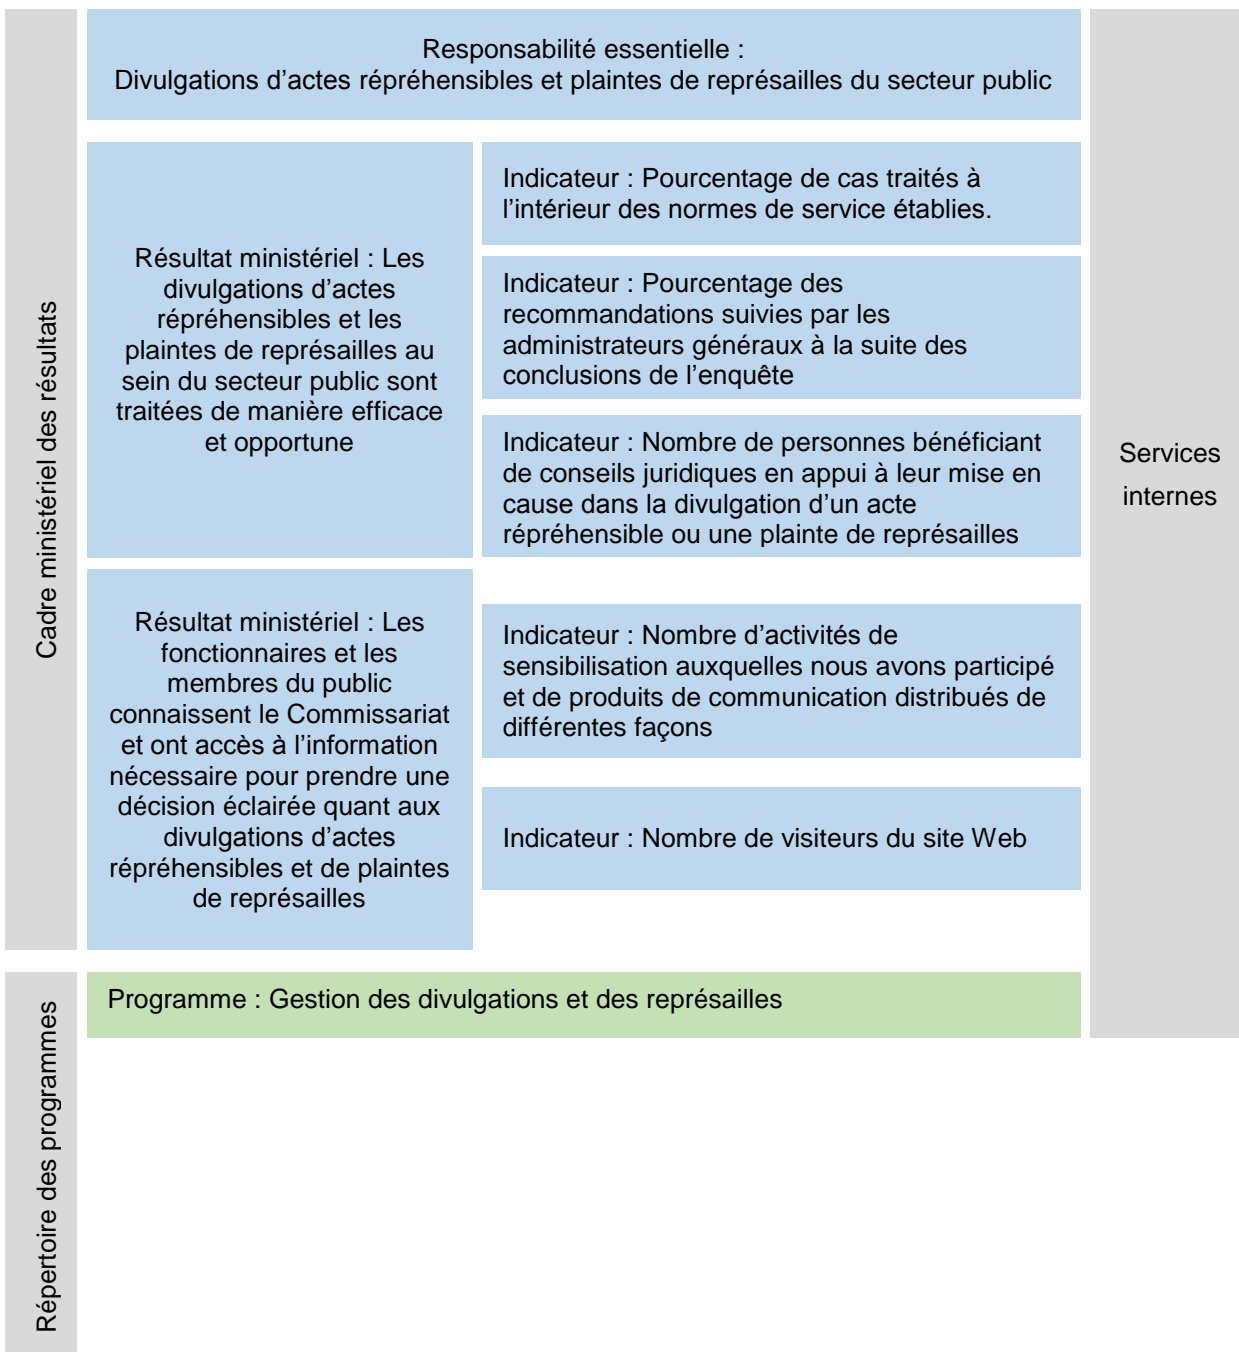 Cadre ministériel des résultats
Responsabilité essentielle :
Divulgations d’actes répréhensibles et plaintes de représailles du secteur public
Résultat ministériel : Les
divulgations d’actes
répréhensibles et les
plaintes de représailles au
sein du secteur public sont
traitées de manière efficace
et opportune
Indicateur : Pourcentage de cas traités à
l’intérieur des normes de service établies.
Indicateur : Pourcentage des
recommandations suivies par les
administrateurs généraux à la suite des
conclusions de l’enquête
Indicateur : Nombre de personnes bénéficiant
de conseils juridiques en appui à leur mise en
cause dans la divulgation d’un acte
répréhensible ou une plainte de représailles
Résultat ministériel : Les
fonctionnaires et les
membres du public
connaissent le Commissariat
et ont accès à l’information
nécessaire pour prendre une
décision éclairée quant aux
divulgations d’actes
répréhensibles et de plaintes
de représailles
Indicateur : Nombre d’activités de
sensibilisation auxquelles nous avons participé
et de produits de communication distribués de
différentes façons
Indicateur : Nombre de visiteurs du site Web
Services
internes
Répertoire des programmes
Programme : Gestion des divulgations et des représailles